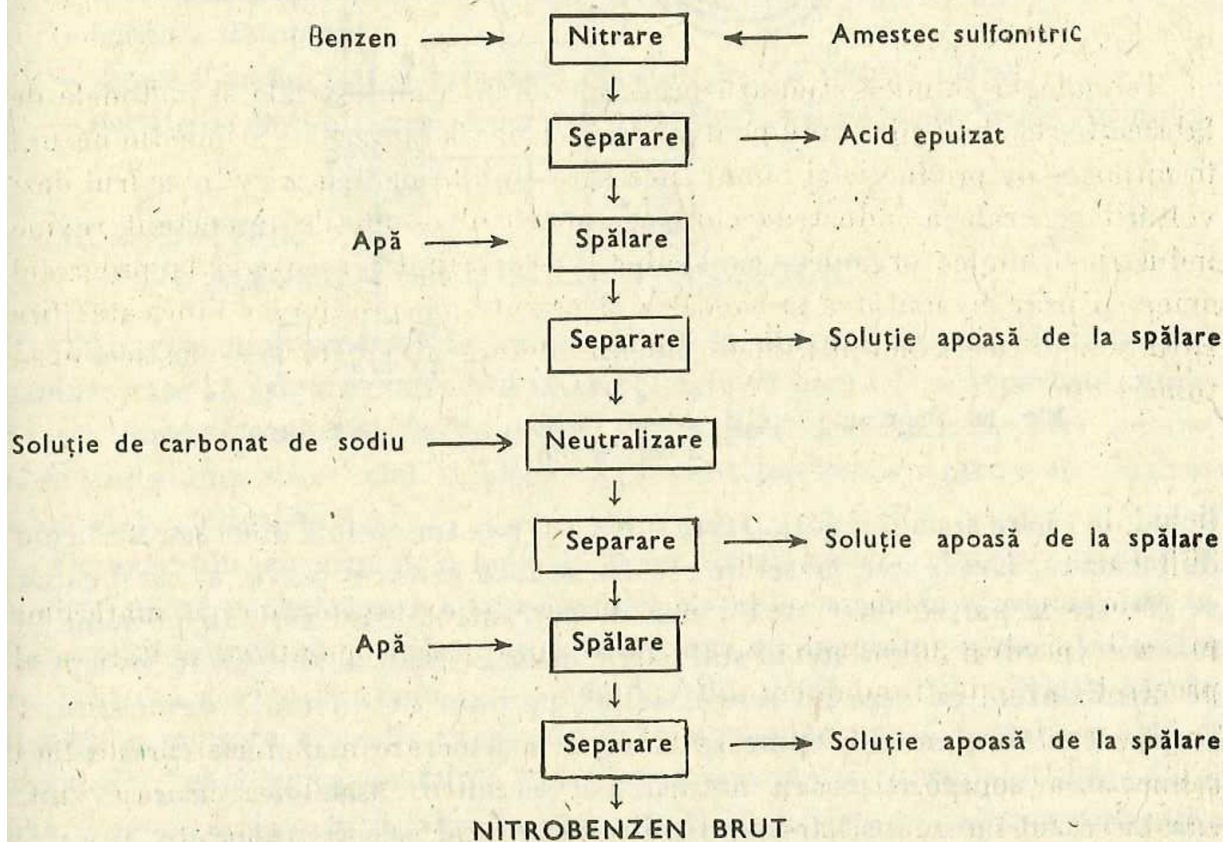 Benzen → Nitrare ← Amestec sulfonitric
Separare → Acid epuizat
Apă → Spălare
Separare → Soluție apoasă de la spălare
Soluție de carbonat de sodiu → Neutralizare
Separare → Soluție apoasă de la spălare
Apă → Spălare
Separare → Soluție apoasă de la spălare
NITROBENZEN BRUT